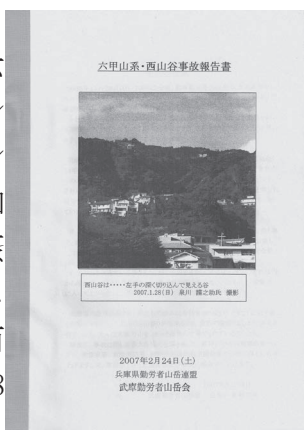 六甲山系・西山谷事故報告書
西山谷は・・・・・左手の深く切り込んで見える谷
2007.1.28(日)
撮影
2007年2月24日(土)
兵庫県勤労者山岳連盟
武庫勤労者山岳会